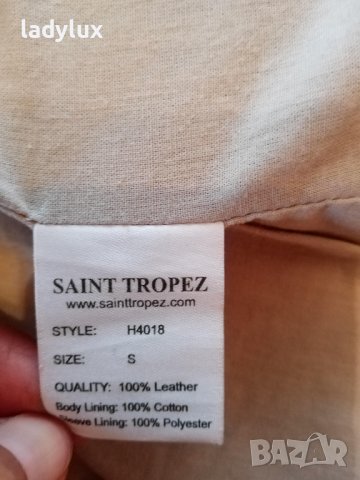 ladylux
SAINT TROPEZ
www.sainttropez.com
STYLE: H4018
SIZE: S
QUALITY: 100% Leather
Body Lining: 100% Cotton
Sleeve Lining: 100% Polyester
BAZAR